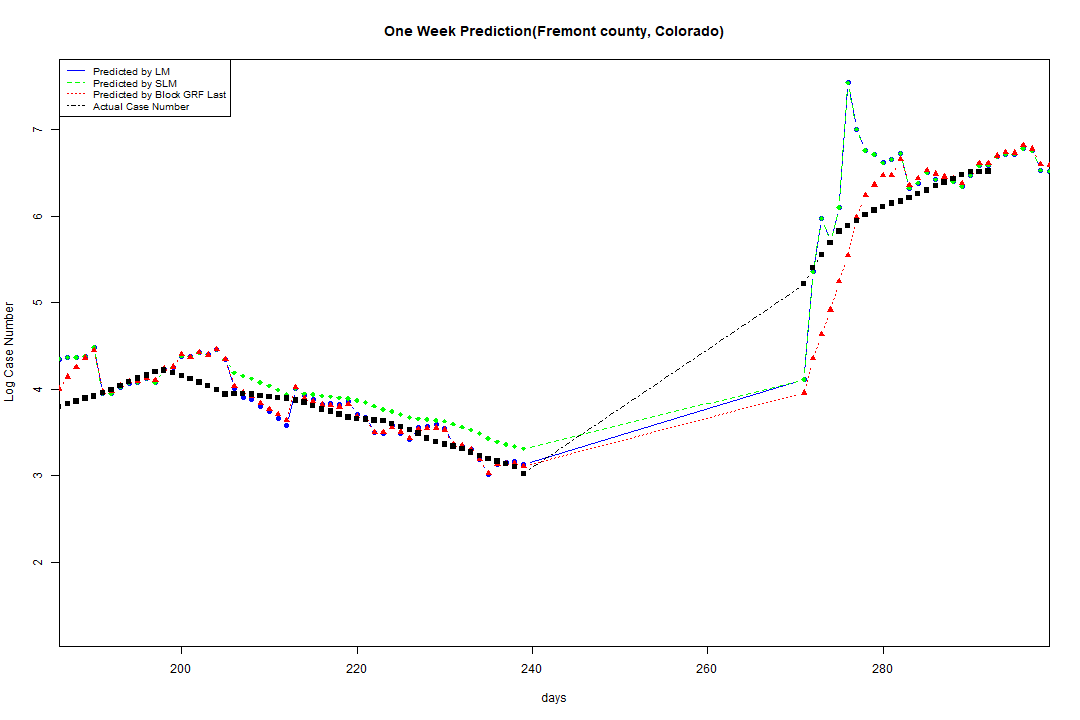 One Week Prediction(Fremont county, Colorado)
Predicted by LM
Predicted by SLM
Predicted by Block GRF Last
Actual Case Number
7
6
5
4
3
2
Log Case Number
200 220 240 260 280
days